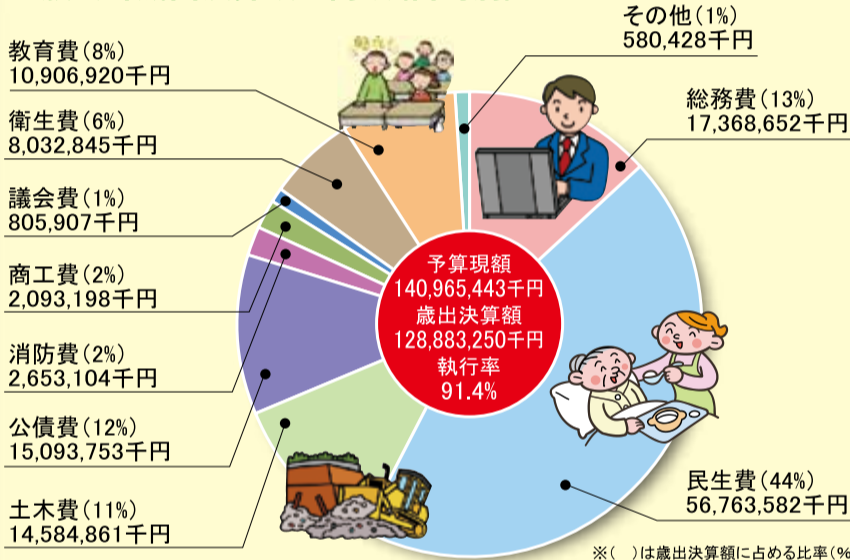 その他(1%)
580,428千円
総務費(13%)
17,368,652千円
民生費(44%)
56,763,582千円
教育費(8%)
10,906,920千円
衛生費(6%)
8,032,845千円
議会費(1%)
805,907千円
商工費(2%)
2,093,198千円
消防費(2%)
2,653,104千円
公債費(12%)
15,093,753千円
土木費(11%)
14,584,861千円
予算現額
140,965,443千円
歳出決算額
128,883,250千円
執行率
91.4%
※( )は歳出決算額に占める比率(%